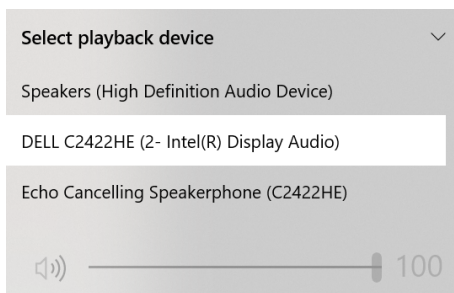 Select playback device
Speakers (High Definition Audio Device)
DELL C2422HE (2- Intel(R) Display Audio)
Echo Cancelling Speakerphone (C2422HE)
100